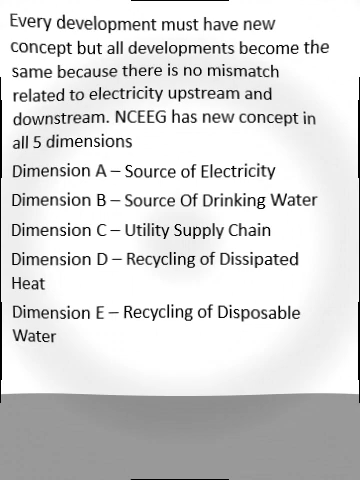 Every development must have new
concept but all developments become the
same because there is no mismatch
related to electricity upstream and
downstream. NCEEG has new concept in
all 5 dimensions
Dimension A – Source of Electricity
Dimension B – Source Of Drinking Water
Dimension C – Utility Supply Chain
Dimension D – Recycling of Dissipated
Heat
Dimension E – Recycling of Disposable
Water